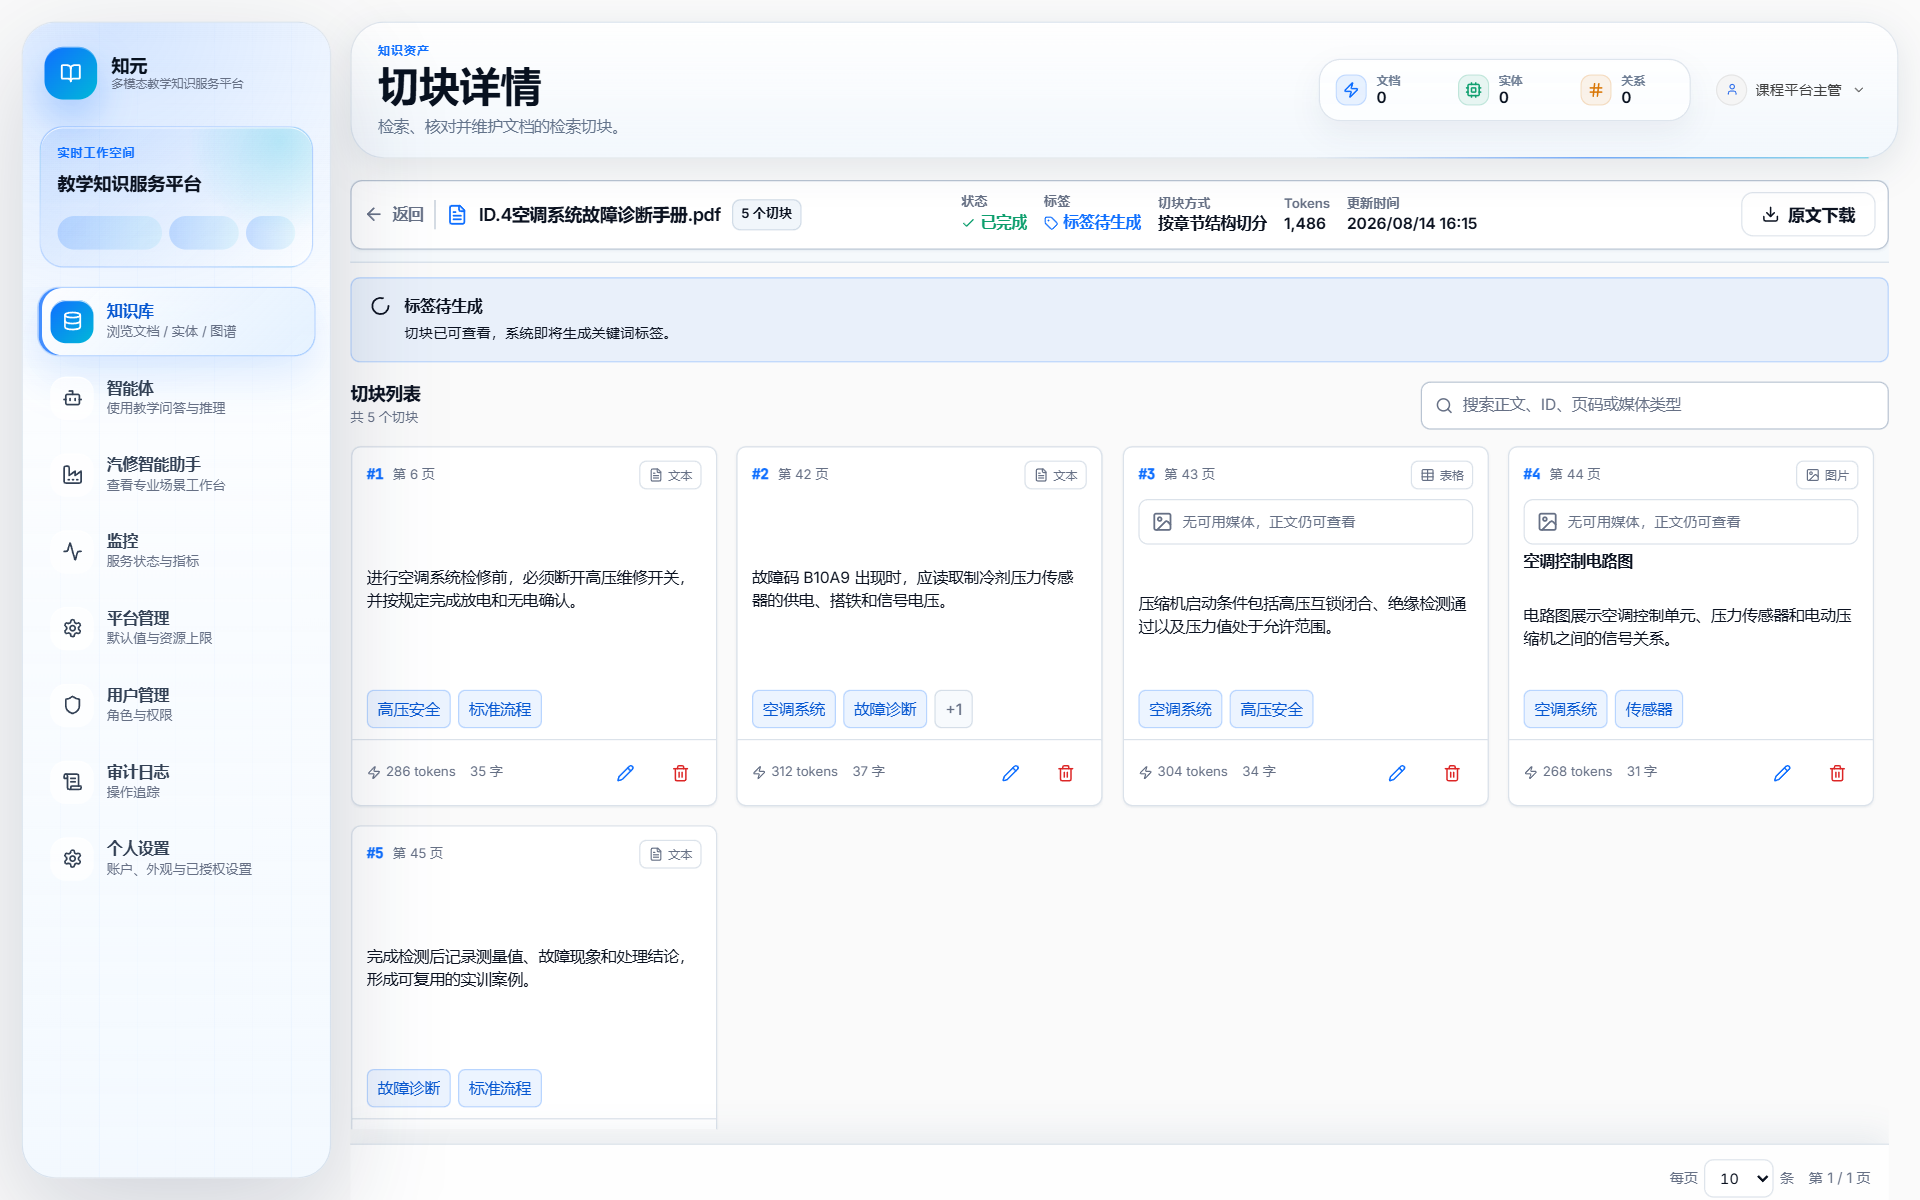 知元
多模态教学知识服务平台
实时工作空间
教学知识服务平台
知识库
浏览文档 / 实体 / 图谱
智能体
使用教学问答与推理
汽修智能助手
查看专业场景工作台
监控
服务状态与指标
平台管理
默认值与资源上限
用户管理
角色与权限
审计日志
操作追踪
个人设置
账户、外观与已授权设置
知识资产
切块详情
检索、核对并维护文档的检索切块。
文档
0
实体
0
关系
0
课程平台主管
返回
ID.4空调系统故障诊断手册.pdf
5 个切块
状态
已完成
标签
标签待生成
切块方式
按章节结构切分
Tokens
1,486
更新时间
2026/08/14 16:15
原文下载
标签待生成
切块已可查看，系统即将生成关键词标签。
切块列表
共 5 个切块
搜索正文、ID、页码或媒体类型
#1 第 6 页
文本
进行空调系统检修前，必须断开高压维修开关，
并按规定完成放电和无电确认。
高压安全 标准流程
286 tokens 35 字
#2 第 42 页
文本
故障码 B10A9 出现时，应读取制冷剂压力传感
器的供电、搭铁和信号电压。
空调系统 故障诊断 +1
312 tokens 37 字
#3 第 43 页
表格
无可用媒体，正文仍可查看
压缩机启动条件包括高压互锁闭合、绝缘检测通
过以及压力值处于允许范围。
空调系统 高压安全
304 tokens 34 字
#4 第 44 页
图片
无可用媒体，正文仍可查看
空调控制电路图
电路图展示空调控制单元、压力传感器和电动压
缩机之间的信号关系。
空调系统 传感器
268 tokens 31 字
#5 第 45 页
文本
完成检测后记录测量值、故障现象和处理结论，
形成可复用的实训案例。
故障诊断 标准流程
每页 10 条 第 1 / 1 页